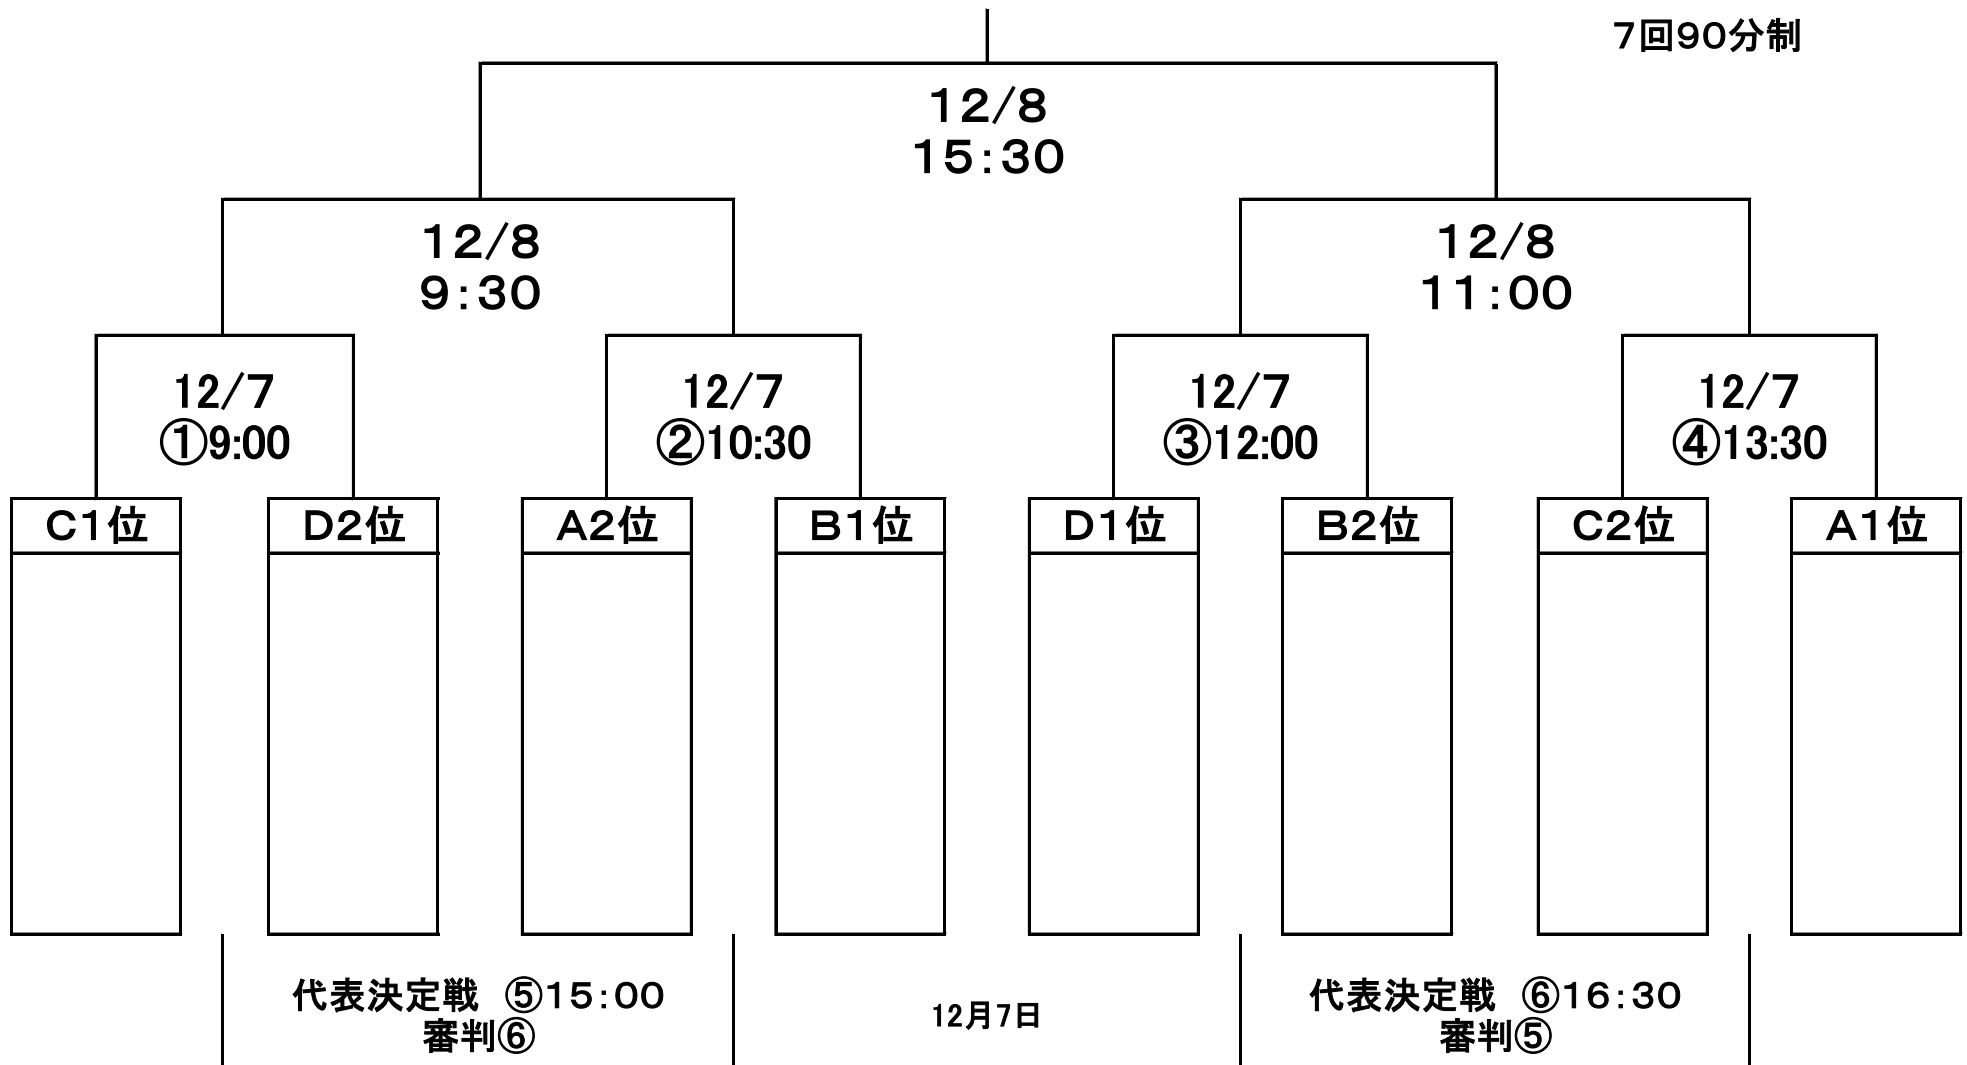 7回90分制
12/8
15:30
12/8
9:30
12/8
11:00
12/7
①9:00
12/7
②10:30
12/7
③12:00
12/7
④13:30
C1位
D2位
A2位
B1位
D1位
B2位
C2位
A1位
代表決定戦 ⑤15:00
審判⑥
12月7日
代表決定戦 ⑥16:30
審判⑤